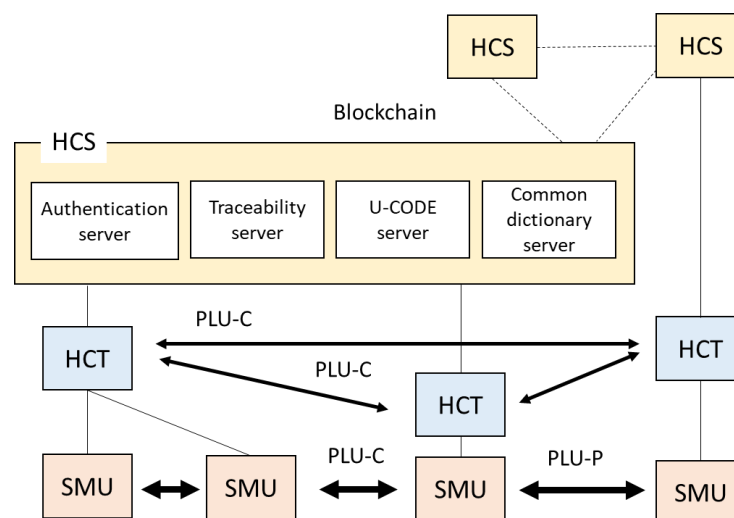 HCS
HCS
Blockchain
HCS
Authentication
server
Traceability
server
U-CODE
server
Common
dictionary
server
PLU-C
HCT
PLU-C
HCT
HCT
PLU-C
PLU-P
SMU
SMU
SMU
SMU